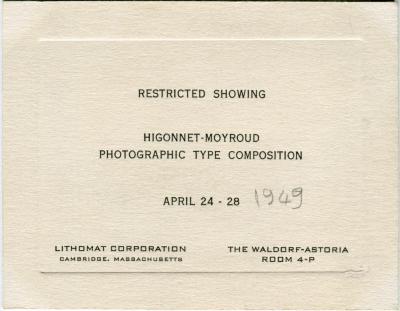 RESTRICTED SHOWING
HIGONNET-MOYROUD
PHOTOGRAPHIC TYPE COMPOSITION
APRIL 24 - 28 1949
LITHOMAT CORPORATION
CAMBRIDGE, MASSACHUSETTS
THE WALDORF-ASTORIA
ROOM 4-P